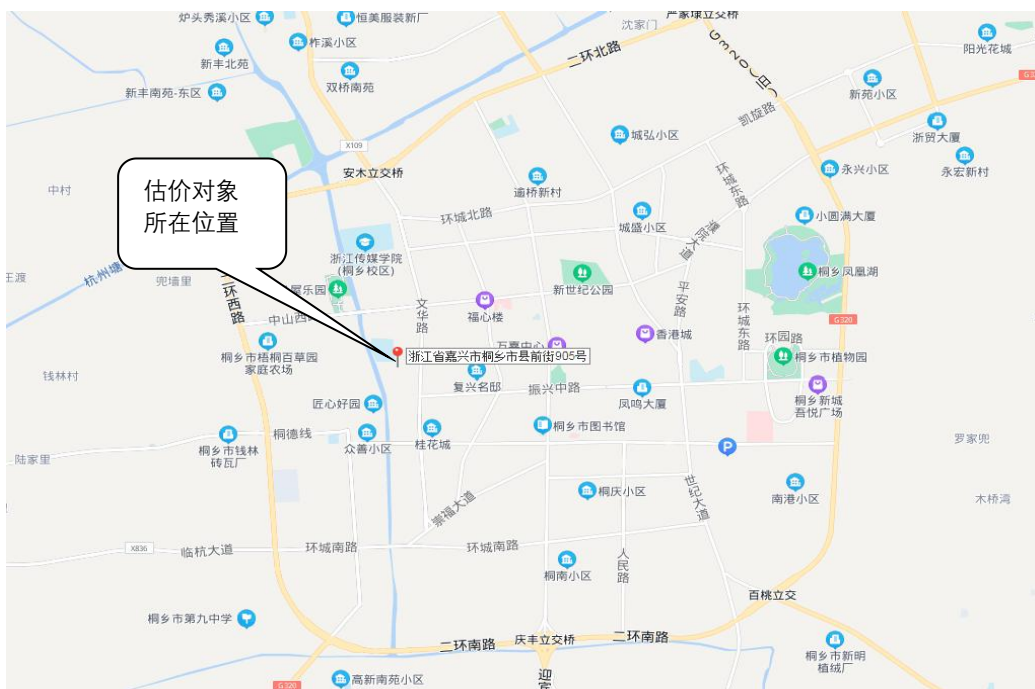 炉头秀溪小区
恒美服装新厂
严家埭立交桥
沈家门
柞溪小区
新丰北苑
二环北路
G320(旧)
阳光花城
双桥南苑
新丰南苑-东区
新苑小区
G3
凯旋路
X109
城弘小区
浙贸大厦
安木立交桥
环城东路
永兴小区
永宏新村
中村
逾桥新村
估价对象
所在位置
环城北路
城盛小区
濮院大道
小圆满大厦
浙江传媒学院
(桐乡校区)
王渡
杭州塘
兜墙里
二环西路
屋乐园
新世纪公园
桐乡凤凰湖
平安路
中山西
文华路
福心楼
环城东路
G320
香港城
环园路
万嘉中心
桐乡市梧桐百草园
家庭农场
浙江省嘉兴市桐乡市县前街905号
桐乡市植物园
钱林村
复兴名邸
振兴中路
凤鸣大厦
桐乡新城
吾悦广场
匠心好园
桐德线
桂花城
桐乡市图书馆
P
罗家兜
陆家里
桐乡市钱林
砖瓦厂
众善小区
桐庆小区
世纪大道
南港小区
木桥湾
崇福大道
X836
临杭大道
环城南路
环城南路
人民路
桐南小区
百桃立交
桐乡市第九中学
二环南路
庆丰立交桥
二环南路
桐乡市新明
植绒厂
迎宾
G320
高新南苑小区